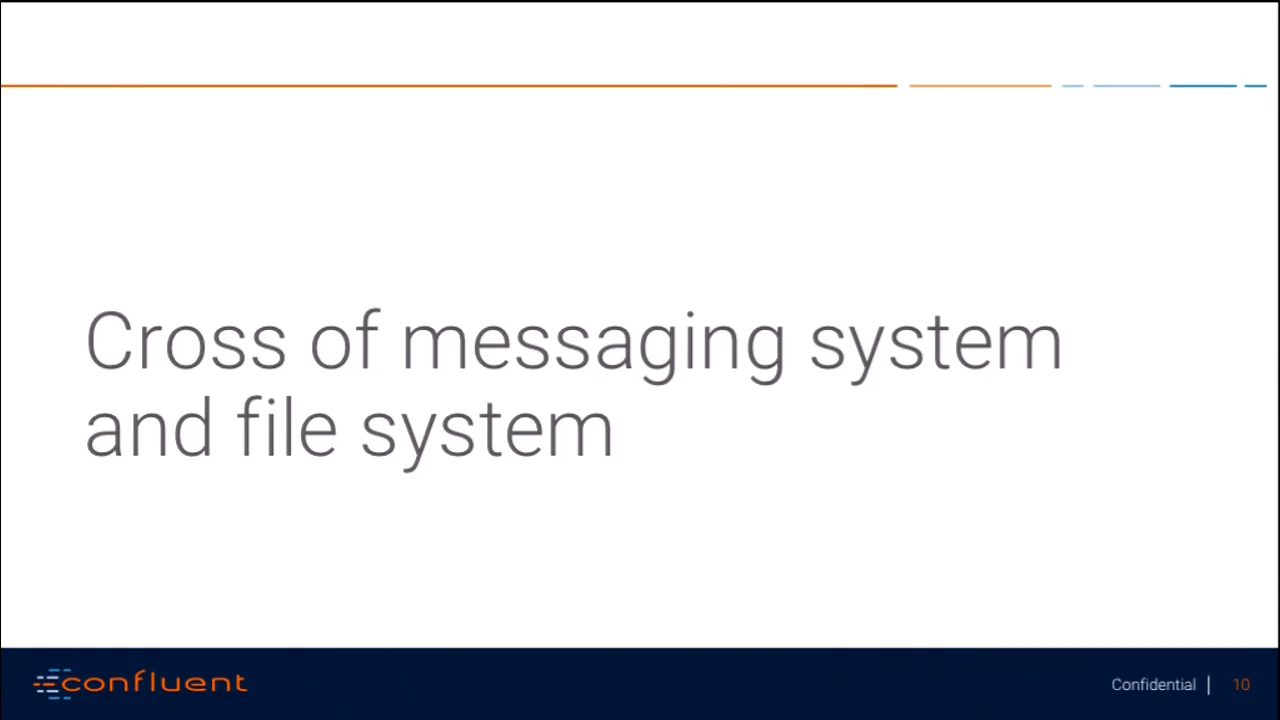 Cross of messaging system
and file system
confluent
Confidential | 10